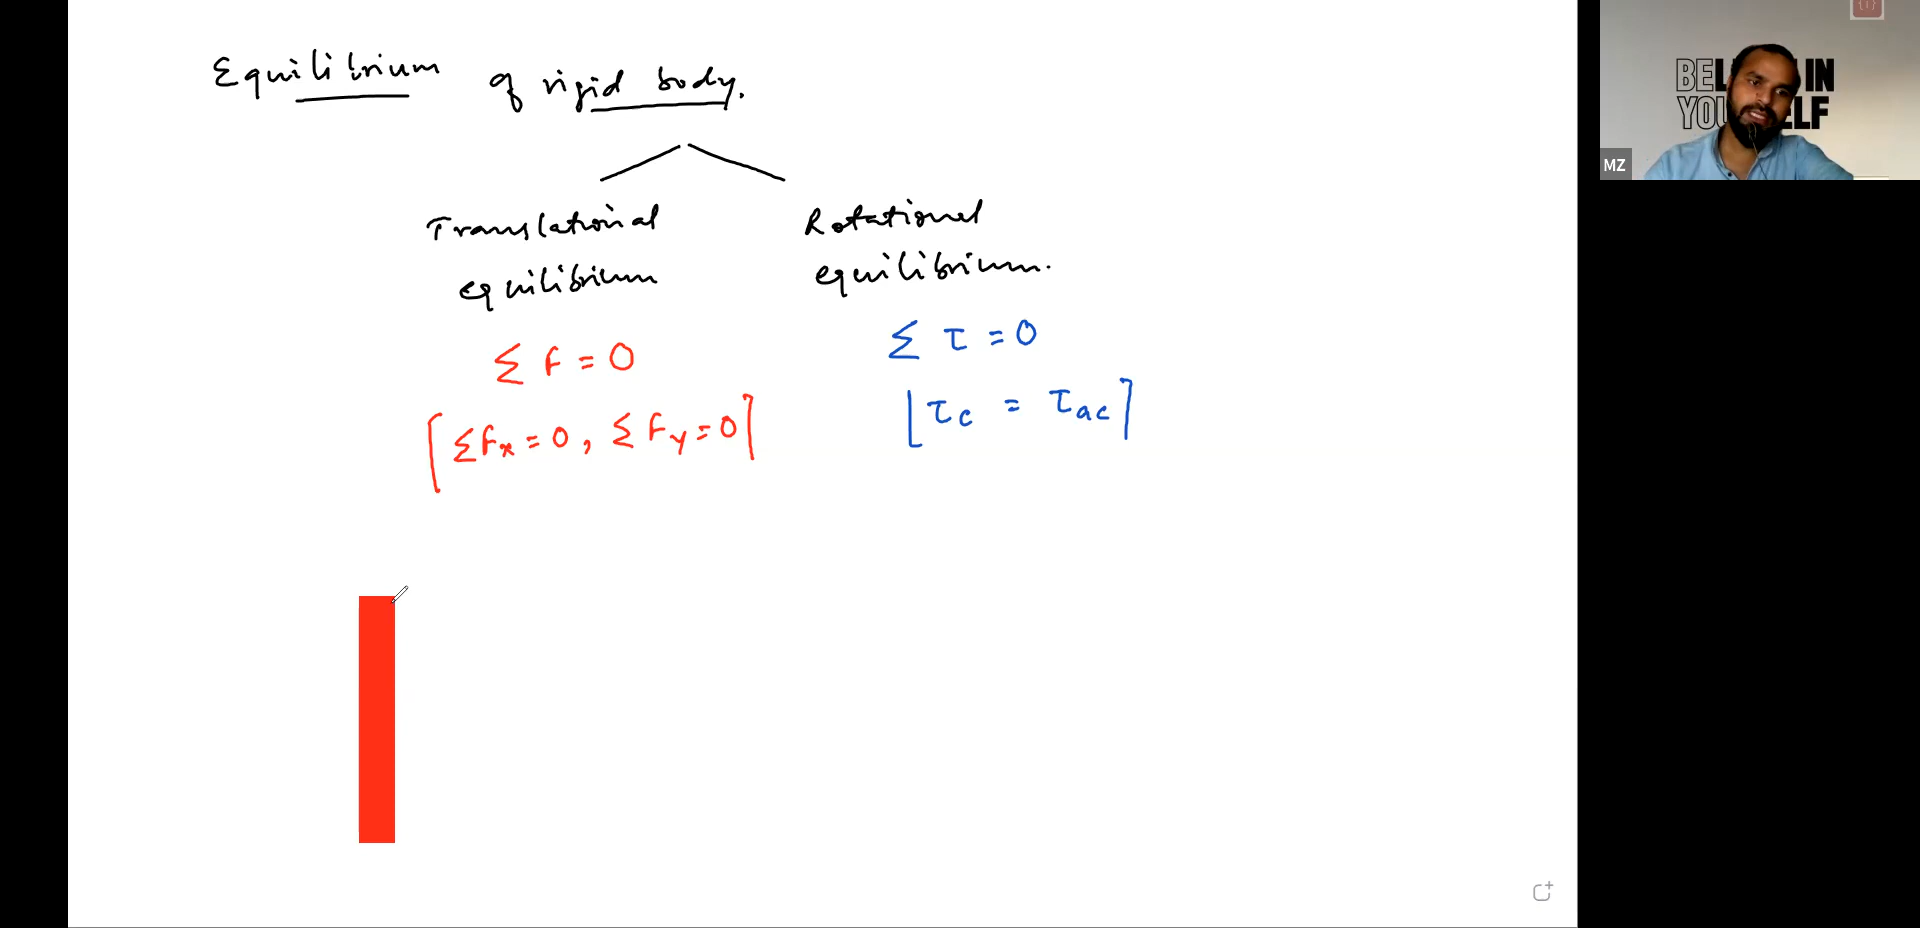 Equilibrium of rigid body.
Translational
equilibrium
Rotational
equilibrium.
Σ F = 0
[ΣFx = 0, ΣFy = 0]
Σ τ = 0
[τc = τac]
BELIEVE IN
YOURSELF
MZ